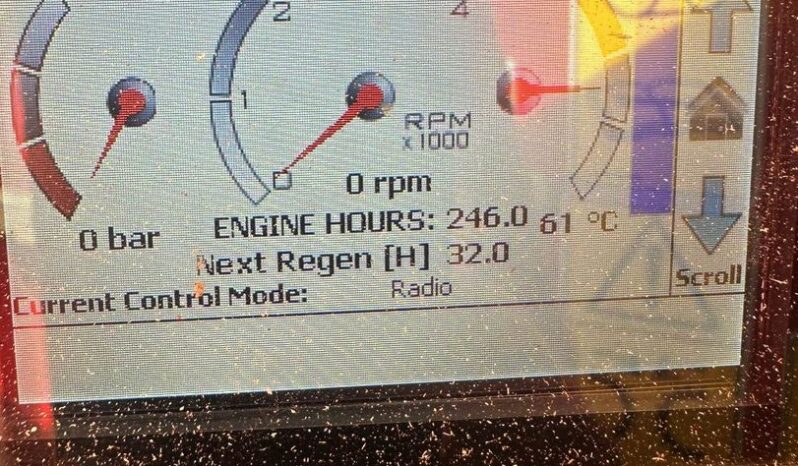 2
4
1
RPM
x1000
0
0 rpm
0 bar
ENGINE HOURS: 246.0
61 °C
Next Regen [H] 32.0
Scroll
Current Control Mode: Radio